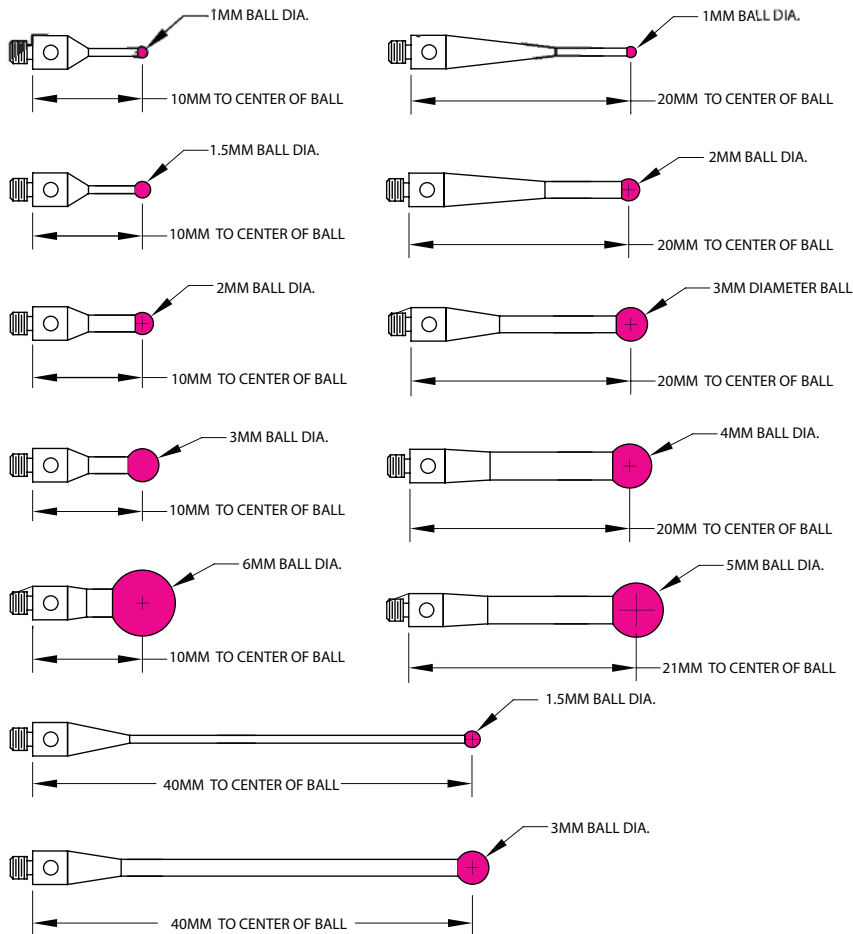 1MM BALL DIA.
1MM BALL DIA.
10MM TO CENTER OF BALL
20MM TO CENTER OF BALL
1.5MM BALL DIA.
2MM BALL DIA.
10MM TO CENTER OF BALL
20MM TO CENTER OF BALL
2MM BALL DIA.
3MM DIAMETER BALL
10MM TO CENTER OF BALL
20MM TO CENTER OF BALL
3MM BALL DIA.
4MM BALL DIA.
10MM TO CENTER OF BALL
20MM TO CENTER OF BALL
6MM BALL DIA.
5MM BALL DIA.
10MM TO CENTER OF BALL
21MM TO CENTER OF BALL
1.5MM BALL DIA.
40MM TO CENTER OF BALL
3MM BALL DIA.
40MM TO CENTER OF BALL